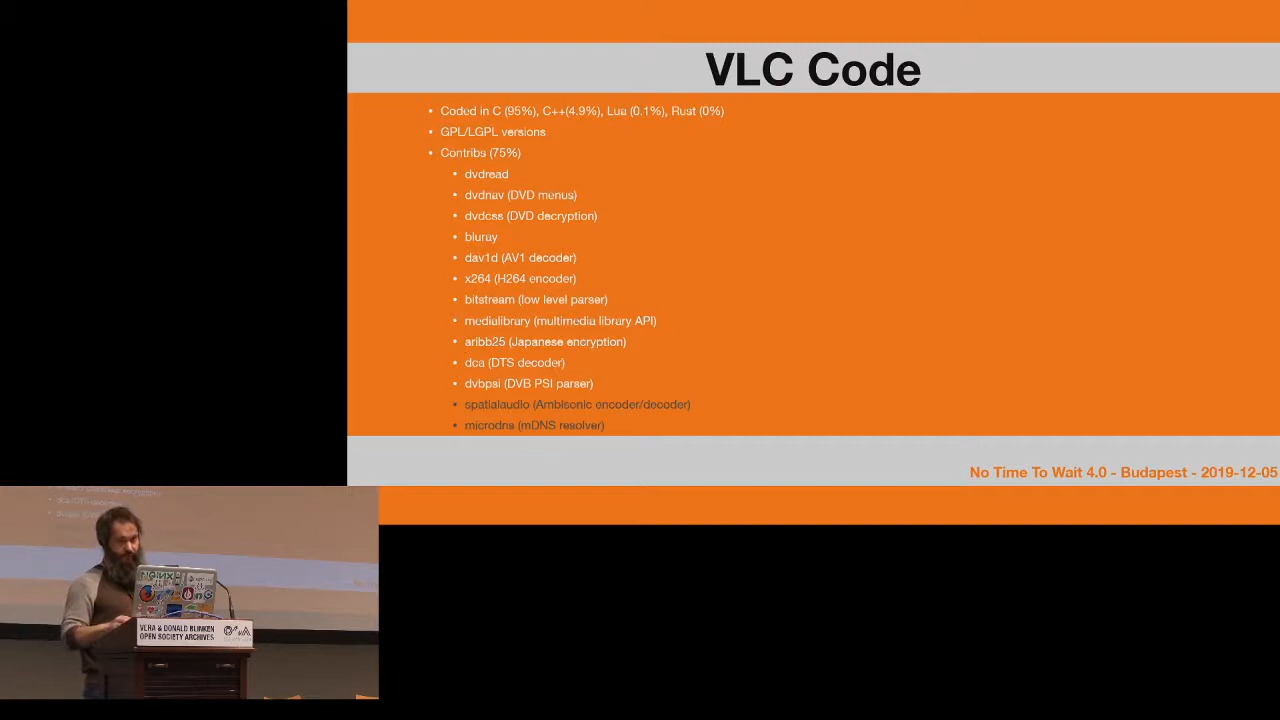 VLC Code
• Coded in C (95%), C++(4.9%), Lua (0.1%), Rust (0%)
• GPL/LGPL versions
• Contribs (75%)
• dvdread
• dvdnav (DVD menus)
• dvdcss (DVD decryption)
• bluray
• dav1d (AV1 decoder)
• x264 (H264 encoder)
• bitstream (low level parser)
• medialibrary (multimedia library API)
• aribb25 (Japanese encryption)
• dca (DTS decoder)
• dvbpsi (DVB PSI parser)
• spatialaudio (Ambisonic encoder/decoder)
• microdns (mDNS resolver)
No Time To Wait 4.0 - Budapest - 2019-12-05
VERA & DONALD BLINKEN
OPEN SOCIETY ARCHIVES